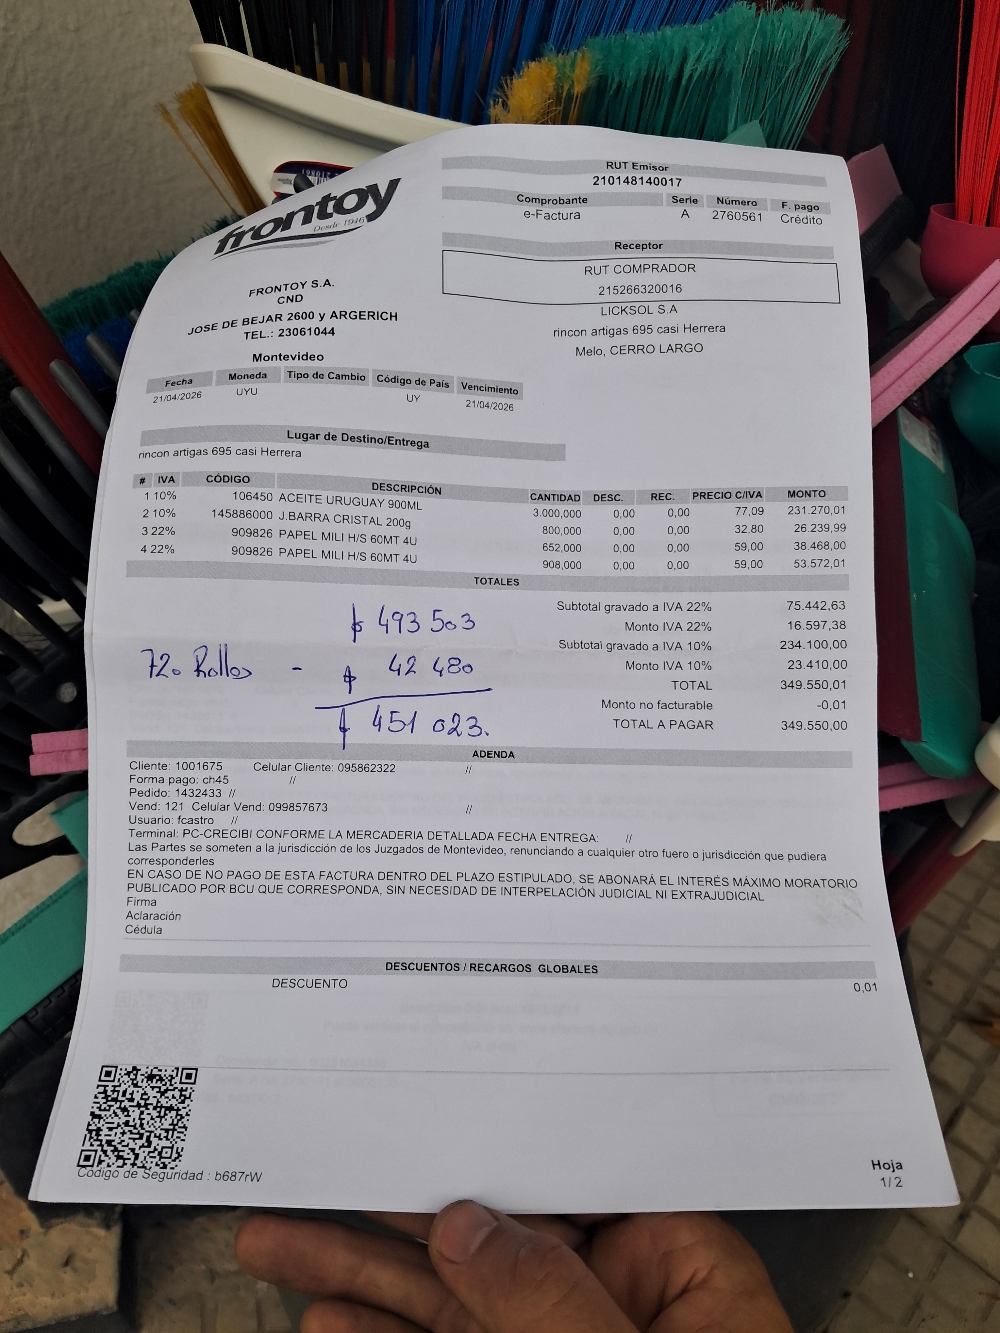 frontoy
Desde 1946
FRONTOY S.A.
CND
JOSE DE BEJAR 2600 y ARGERICH
TEL.: 23061044
Montevideo
RUT Emisor
210148140017
Comprobante Serie Número F. pago
e-Factura A 2760561 Crédito
Receptor
RUT COMPRADOR
215266320016
LICKSOL S.A
rincon artigas 695 casi Herrera
Melo, CERRO LARGO
Fecha Moneda Tipo de Cambio Código de País Vencimiento
21/04/2026 UYU UY 21/04/2026
Lugar de Destino/Entrega
rincon artigas 695 casi Herrera
# IVA CÓDIGO DESCRIPCIÓN CANTIDAD DESC. REC. PRECIO C/IVA MONTO
1 10% 106450 ACEITE URUGUAY 900ML 3.000,000 0,00 0,00 77,09 231.270,01
2 10% 145886000 J.BARRA CRISTAL 200g 800,000 0,00 0,00 32,80 26.239,99
3 22% 909826 PAPEL MILI H/S 60MT 4U 652,000 0,00 0,00 59,00 38.468,00
4 22% 909826 PAPEL MILI H/S 60MT 4U 908,000 0,00 0,00 59,00 53.572,01
TOTALES
Subtotal gravado a IVA 22% 75.442,63
Monto IVA 22% 16.597,38
Subtotal gravado a IVA 10% 234.100,00
Monto IVA 10% 23.410,00
TOTAL 349.550,01
Monto no facturable -0,01
TOTAL A PAGAR 349.550,00
$ 493 503
720 Rollos - $ 42 480
$ 451 023.
ADENDA
Cliente: 1001675 Celular Cliente: 095862322 //
Forma pago: ch45 //
Pedido: 1432433 //
Vend: 121 Celular Vend: 099857673 //
Usuario: fcastro //
Terminal: PC-CRECIBI CONFORME LA MERCADERIA DETALLADA FECHA ENTREGA: //
Las Partes se someten a la jurisdicción de los Juzgados de Montevideo, renunciando a cualquier otro fuero o jurisdicción que pudiera
corresponderles
EN CASO DE NO PAGO DE ESTA FACTURA DENTRO DEL PLAZO ESTIPULADO, SE ABONARÁ EL INTERÉS MÁXIMO MORATORIO
PUBLICADO POR BCU QUE CORRESPONDA, SIN NECESIDAD DE INTERPELACIÓN JUDICIAL NI EXTRAJUDICIAL
Firma
Aclaración
Cédula
DESCUENTOS / RECARGOS GLOBALES
DESCUENTO 0,01
Código de Seguridad : b687rW
Hoja
1/2